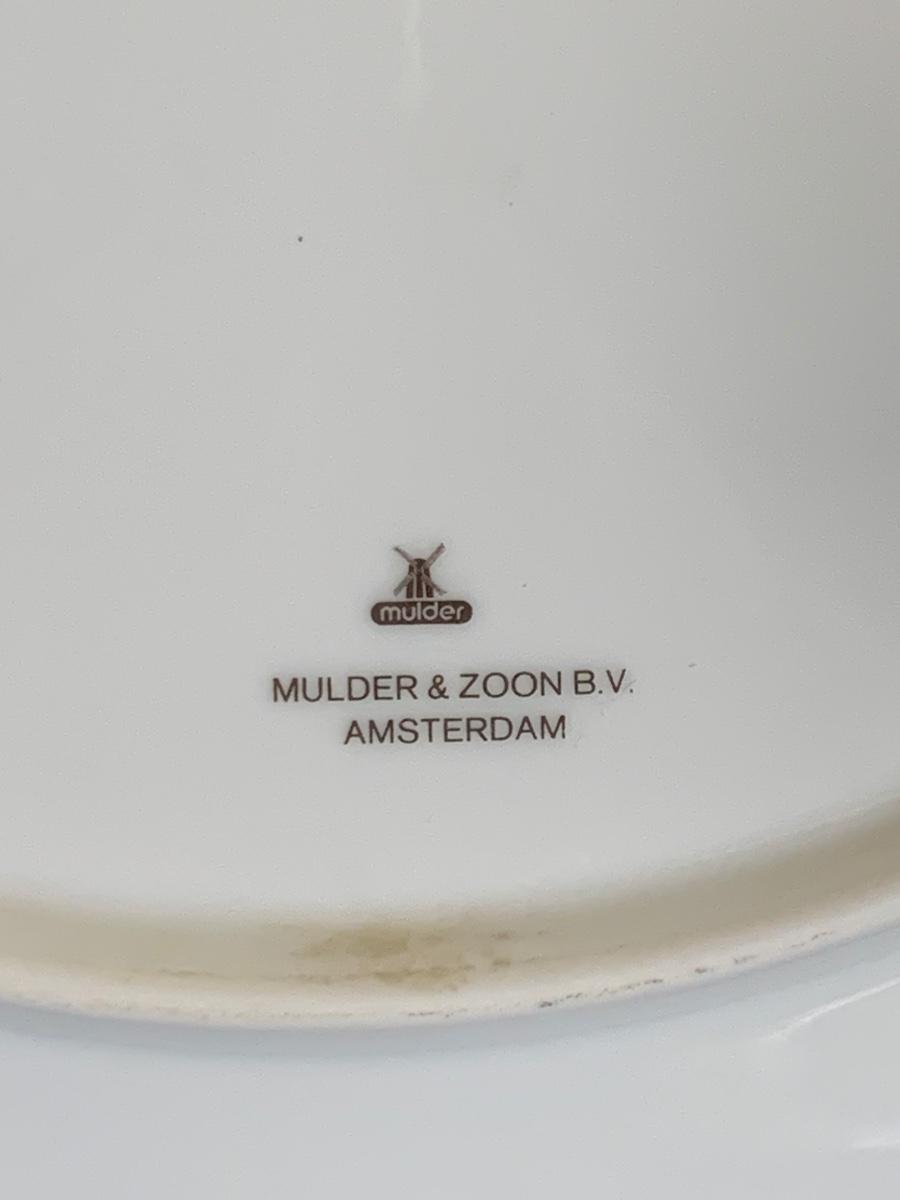 mulder
MULDER & ZOON B.V.
AMSTERDAM